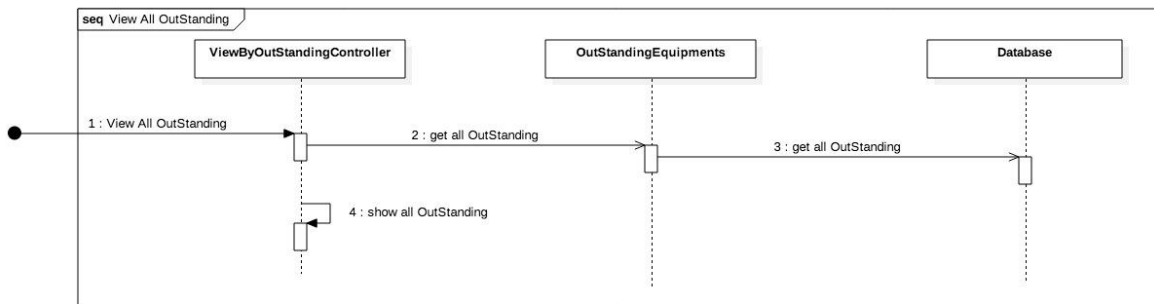 seq View All OutStanding
ViewByOutStandingController
OutStandingEquipments
Database
1 : View All OutStanding
2 : get all OutStanding
3 : get all OutStanding
4 : show all OutStanding